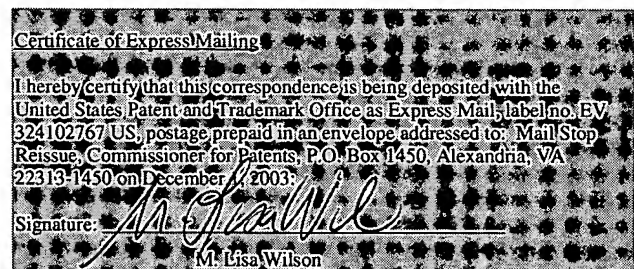 Certificate of Express Mailing
I hereby certify that this correspondence is being deposited with the
United States Patent and Trademark Office as Express Mail, label no. EV
324102767 US, postage prepaid in an envelope addressed to: Mail Stop
Reissue, Commissioner for Patents, P.O. Box 1450, Alexandria, VA
22313-1450 on December , 2003.
Signature: M Lisa Wil
M. Lisa Wilson